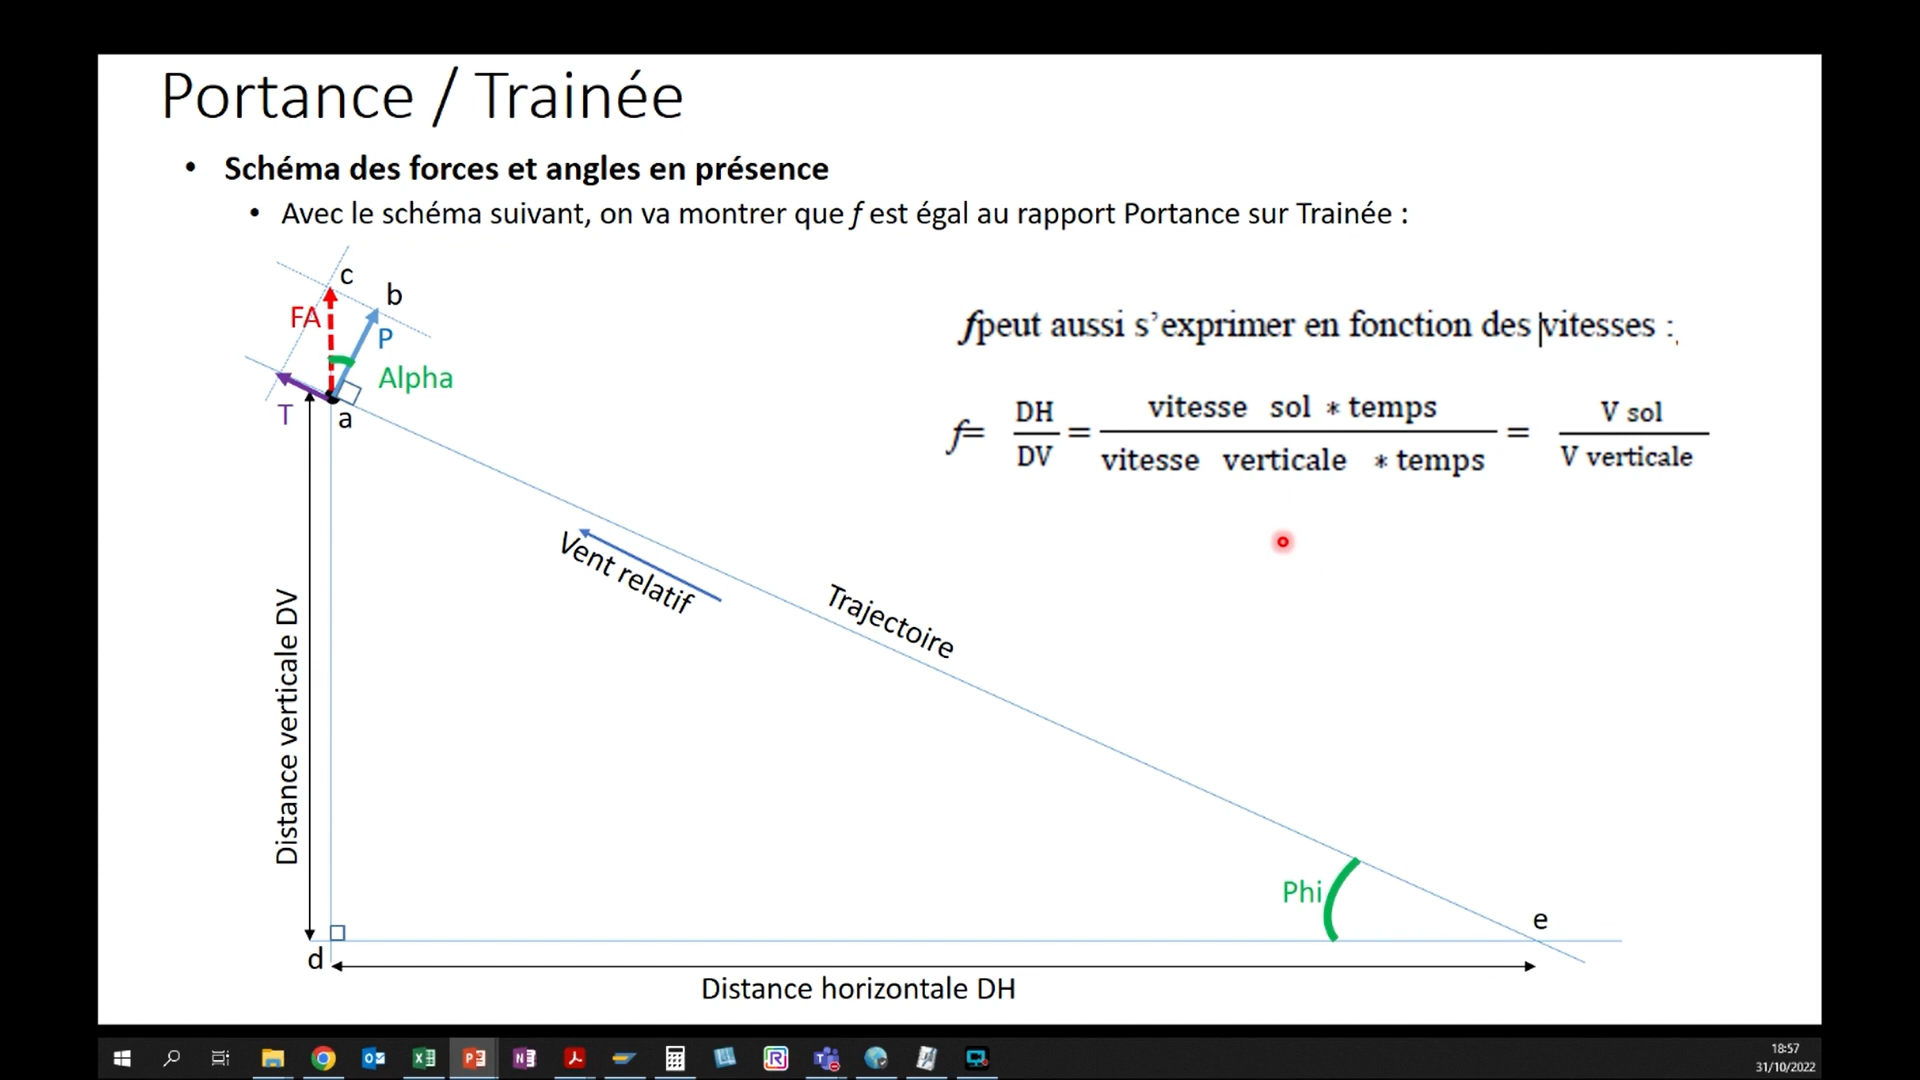 Portance / Trainée
• Schéma des forces et angles en présence
• Avec le schéma suivant, on va montrer que f est égal au rapport Portance sur Trainée :
c
b
FA
P
Alpha
T
a
f peut aussi s'exprimer en fonction des vitesses :
f= DH/DV = vitesse sol * temps / vitesse verticale * temps = V sol / V verticale
Vent relatif
Trajectoire
Distance verticale DV
Phi
e
d
Distance horizontale DH
18:57
31/10/2022